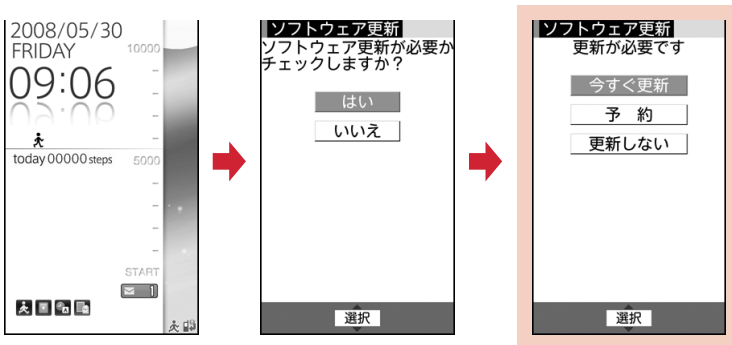 2008/05/30
FRIDAY
10000
09:06
today 00000 steps
5000
START
1
ソフトウェア更新
ソフトウェア更新が必要か
チェックしますか？
はい
いいえ
選択
ソフトウェア更新
更新が必要です
今すぐ更新
予　約
更新しない
選択